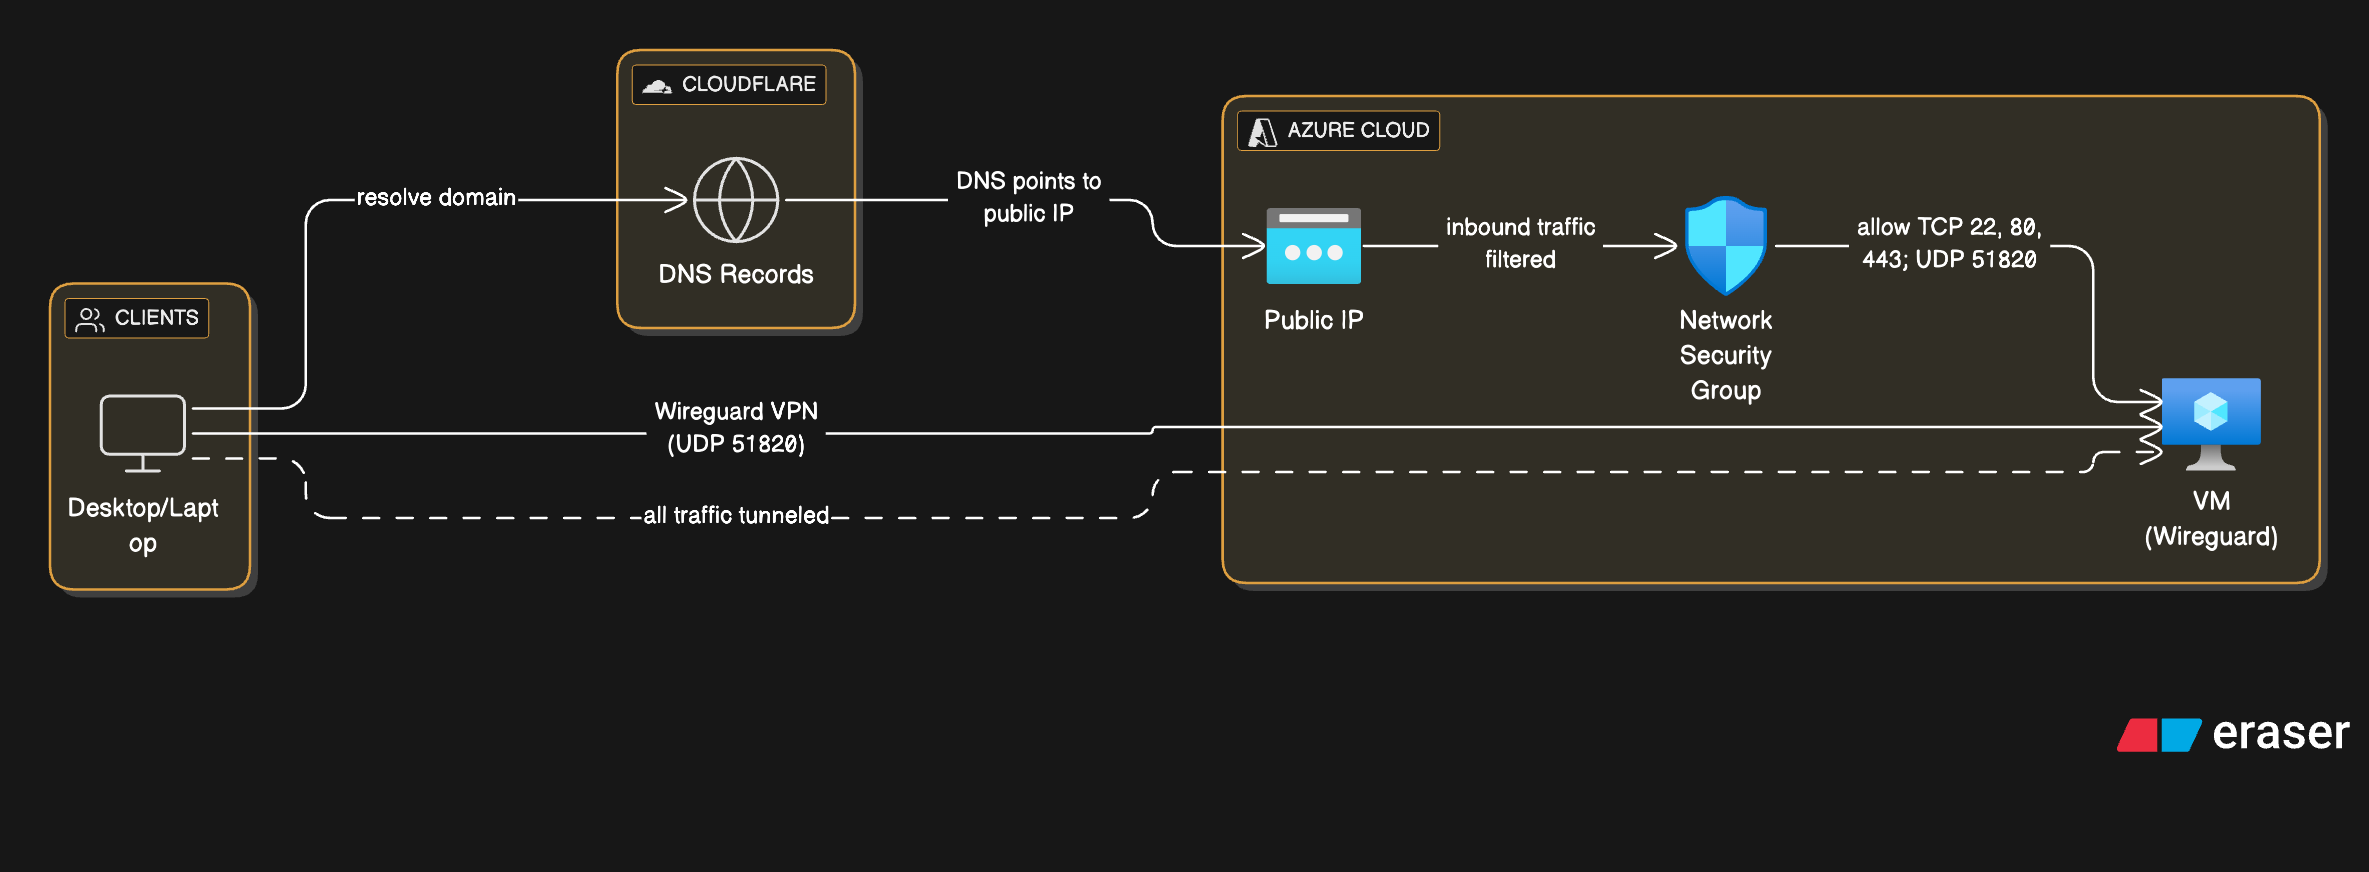 CLOUDFLARE
DNS Records
resolve domain
DNS points to
public IP
AZURE CLOUD
Public IP
inbound traffic
filtered
Network
Security
Group
allow TCP 22, 80,
443; UDP 51820
CLIENTS
Desktop/Lapt
op
Wireguard VPN
(UDP 51820)
all traffic tunneled
VM
(Wireguard)
eraser